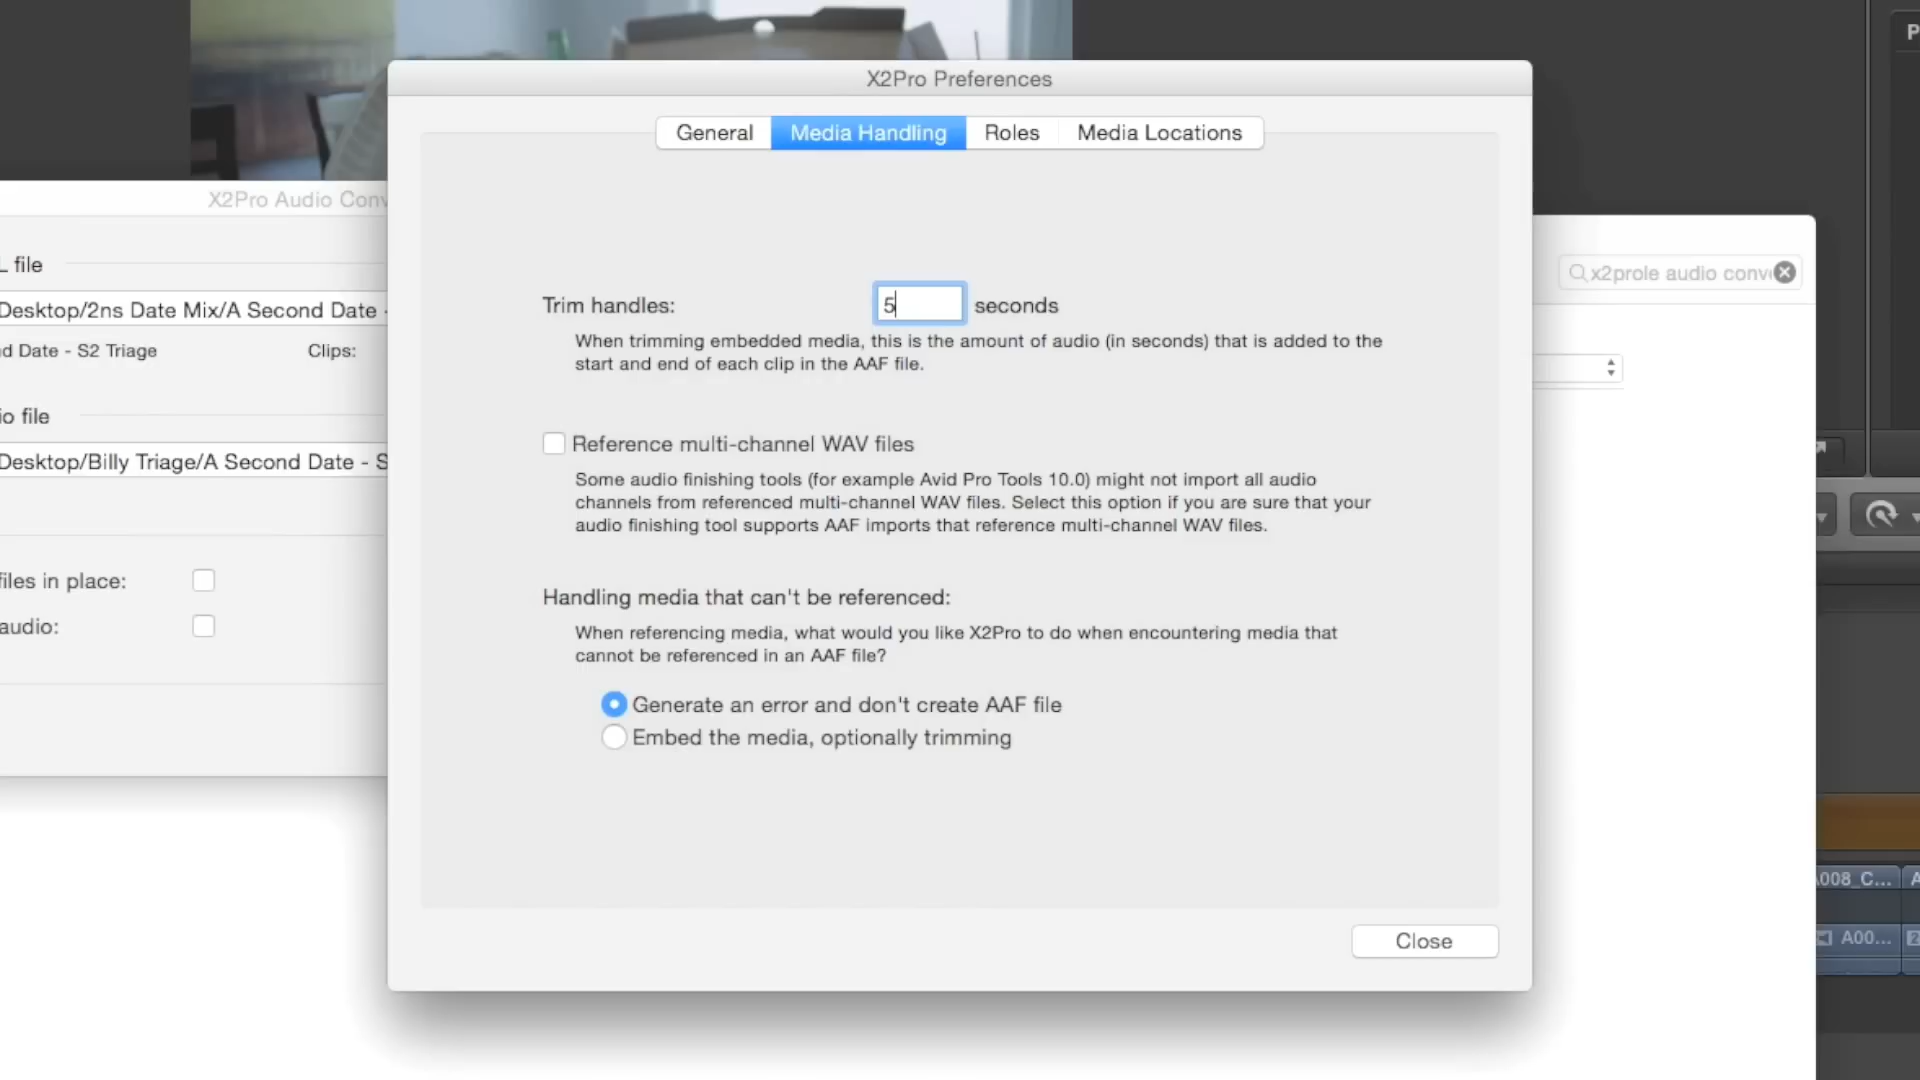 X2Pro Preferences
General
Media Handling
Roles
Media Locations
X2Pro Audio Conv
L file
Desktop/2ns Date Mix/A Second Date -
d Date - S2 Triage
Clips:
io file
Desktop/Billy Triage/A Second Date - S
files in place:
audio:
Trim handles:
5
seconds
When trimming embedded media, this is the amount of audio (in seconds) that is added to the
start and end of each clip in the AAF file.
Reference multi-channel WAV files
Some audio finishing tools (for example Avid Pro Tools 10.0) might not import all audio
channels from referenced multi-channel WAV files. Select this option if you are sure that your
audio finishing tool supports AAF imports that reference multi-channel WAV files.
Handling media that can't be referenced:
When referencing media, what would you like X2Pro to do when encountering media that
cannot be referenced in an AAF file?
Generate an error and don't create AAF file
Embed the media, optionally trimming
Close
x2prole audio conv
P
A008_C...
A
A00...
2